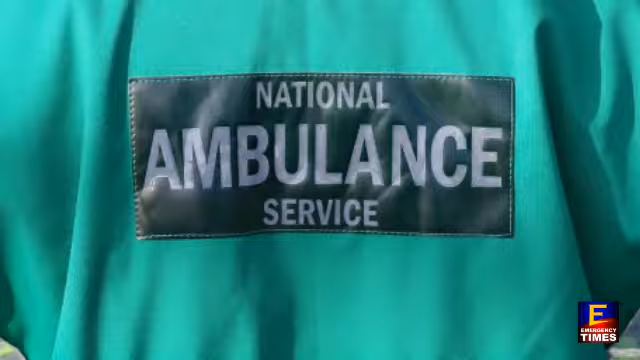 NATIONAL
AMBULANCE
SERVICE
E
EMERGENCY
TIMES